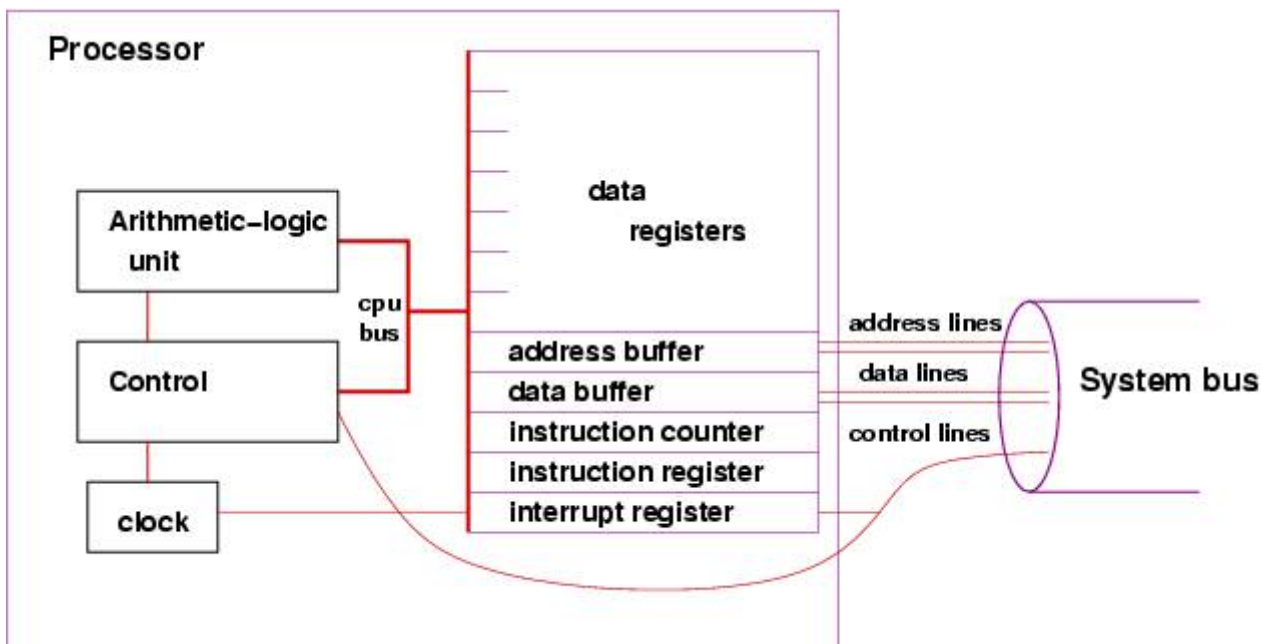 Processor
Arithmetic-logic
unit
Control
clock
cpu
bus
data
registers
address buffer
data buffer
instruction counter
instruction register
interrupt register
address lines
data lines
control lines
System bus